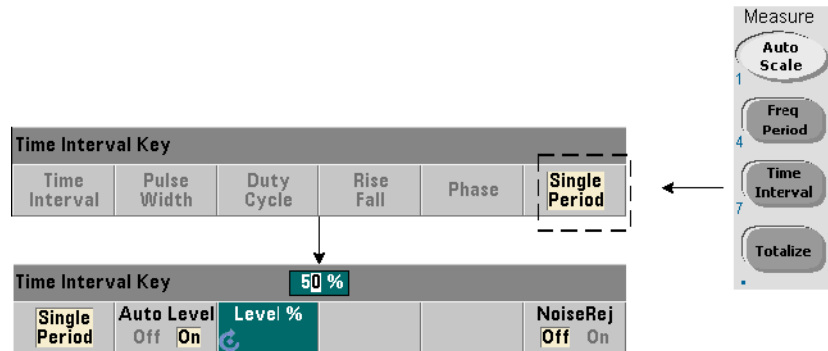 Measure
Auto
Scale
1
Freq
Period
4
Time
Interval
7
Totalize
.
Time Interval Key
Time
Interval
Pulse
Width
Duty
Cycle
Rise
Fall
Phase
Single
Period
Time Interval Key
50 %
Single
Period
Auto Level
Off On
Level %
NoiseRej
Off On